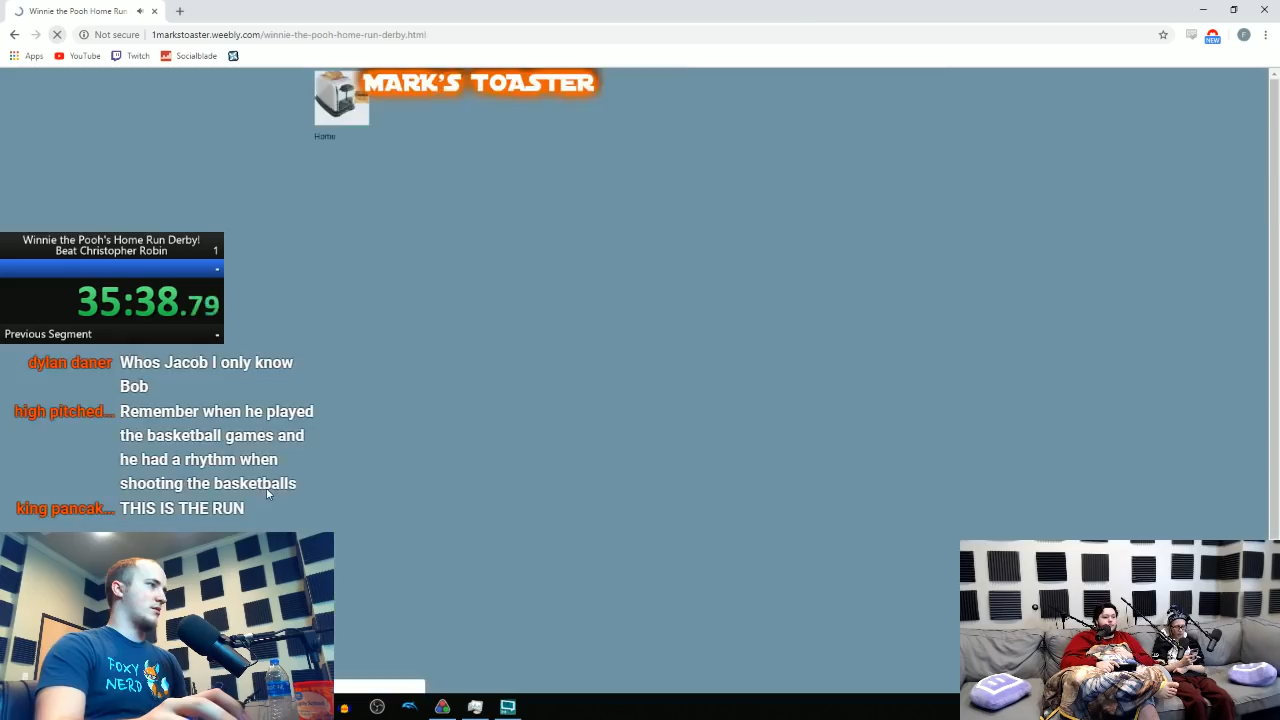 Winnie the Pooh Home Run
Not secure
1markstoaster.weebly.com/winnie-the-pooh-home-run-derby.html
NEW
F
Apps
YouTube
Twitch
Socialblade
MARK'S TOASTER
Home
Winnie the Pooh's Home Run Derby!
Beat Christopher Robin 1
-
35:38.79
Previous Segment -
dylan daner Whos Jacob I only know
Bob
high pitched... Remember when he played
the basketball games and
he had a rhythm when
shooting the basketballs
king pancak... THIS IS THE RUN
FOXY
NERD